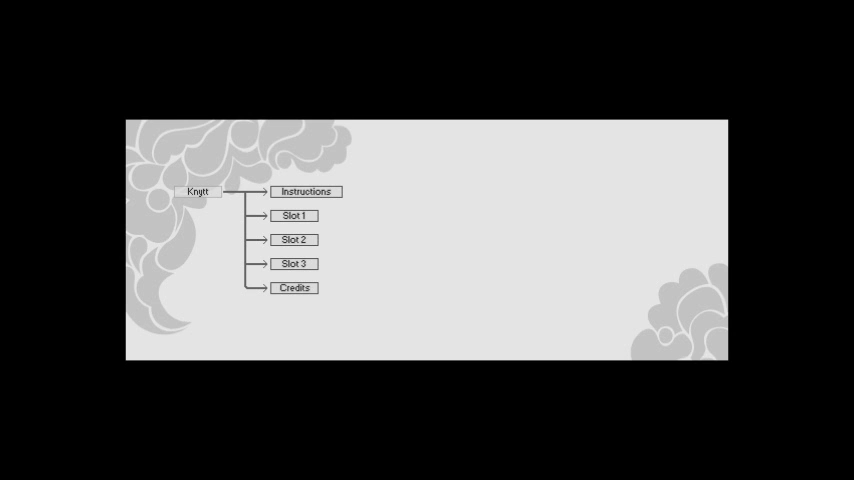 Knytt
Instructions
Slot 1
Slot 2
Slot 3
Credits